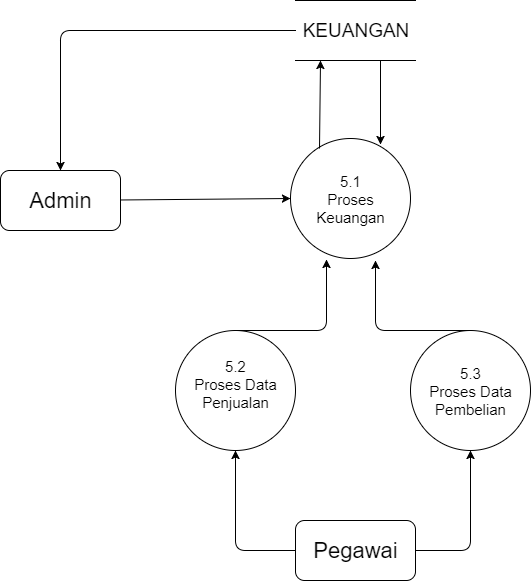 KEUANGAN
Admin
5.1
Proses
Keuangan
5.2
Proses Data
Penjualan
5.3
Proses Data
Pembelian
Pegawai